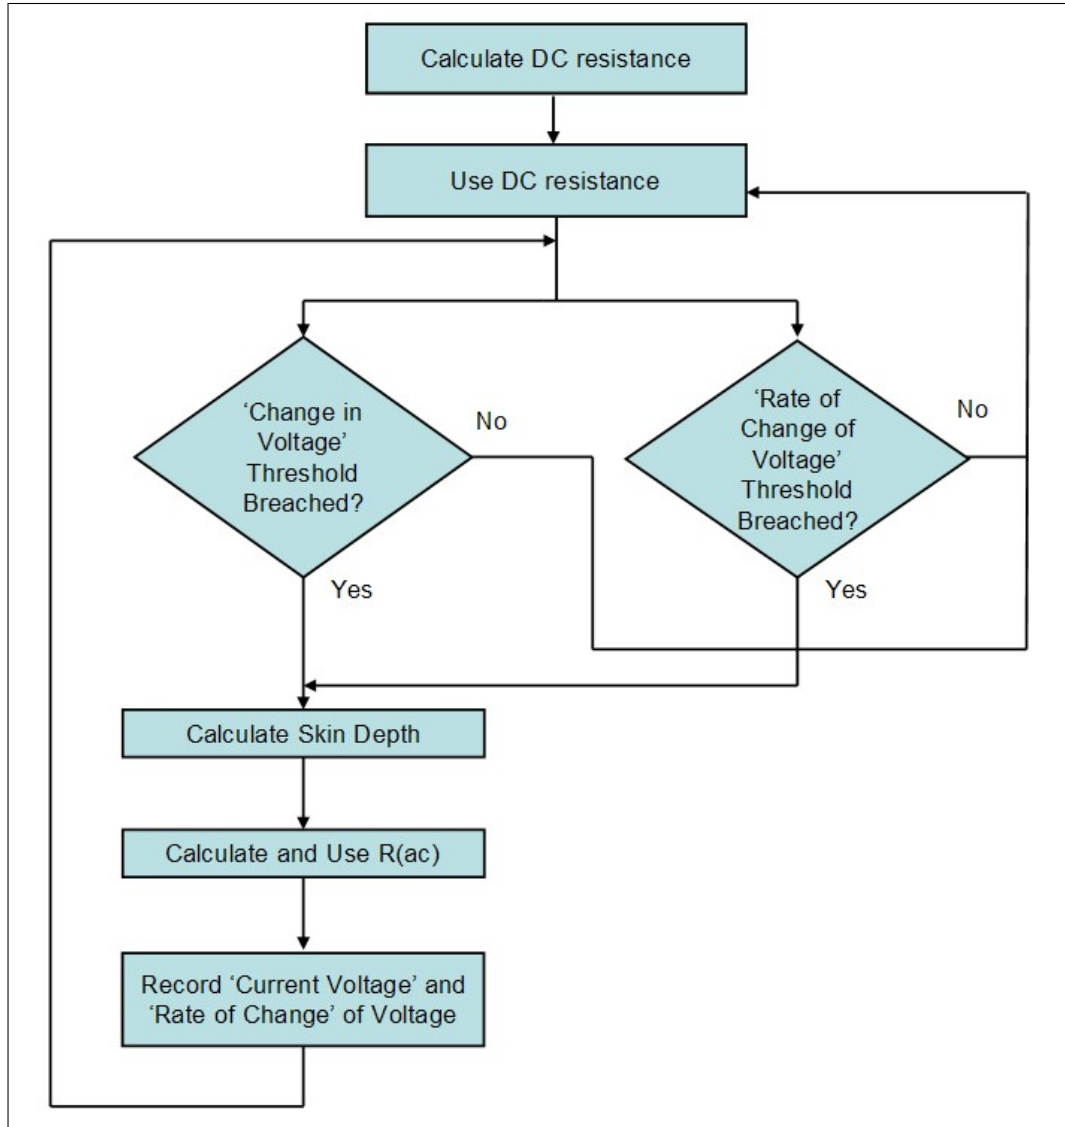 Calculate DC resistance
Use DC resistance
‘Change in
Voltage’
Threshold
Breached?
No
Yes
‘Rate of
Change of
Voltage’
Threshold
Breached?
No
Yes
Calculate Skin Depth
Calculate and Use R(ac)
Record ‘Current Voltage’ and
‘Rate of Change’ of Voltage